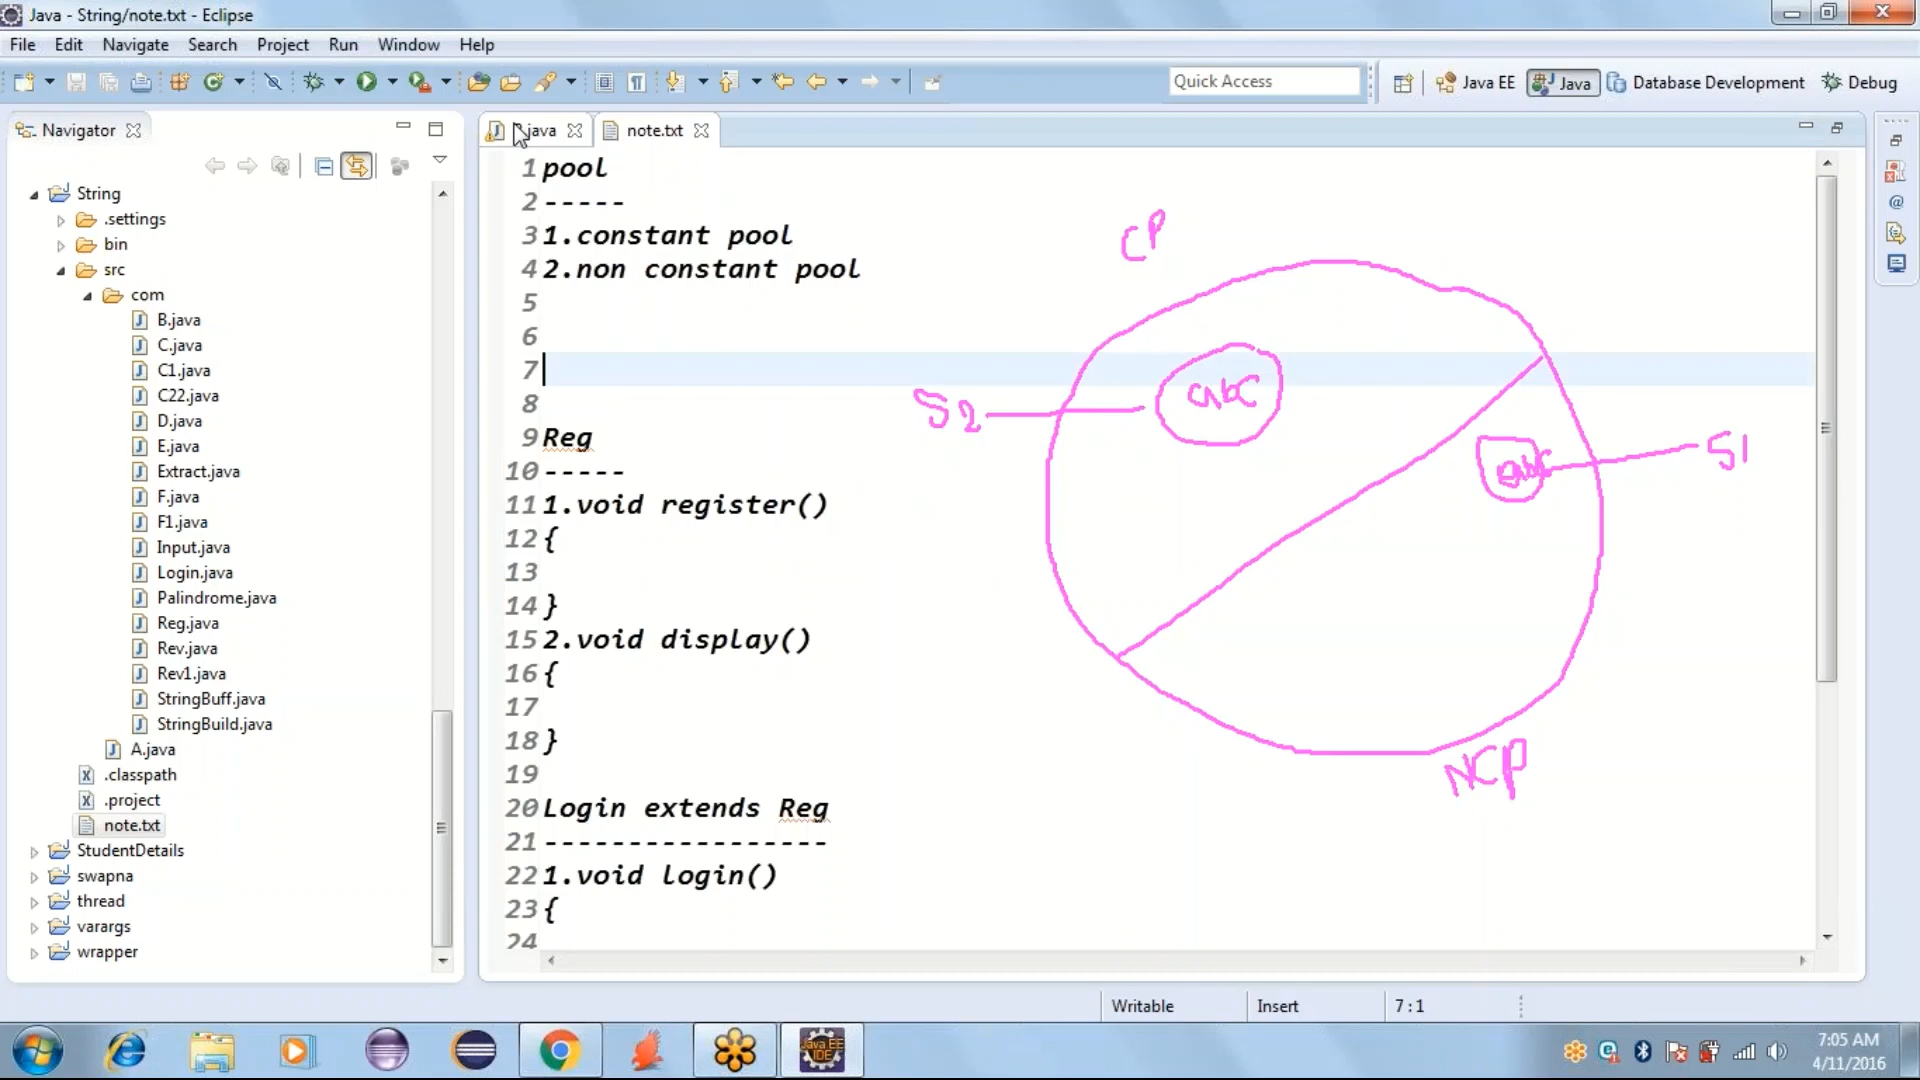 Java - String/note.txt - Eclipse
File Edit Navigate Search Project Run Window Help
Quick Access
Java EE
Java
Database Development
Debug
Navigator
String
.settings
bin
src
com
B.java
C.java
C1.java
C22.java
D.java
E.java
Extract.java
F.java
F1.java
Input.java
Login.java
Palindrome.java
Reg.java
Rev.java
Rev1.java
StringBuff.java
StringBuild.java
A.java
.classpath
.project
note.txt
StudentDetails
swapna
thread
varargs
wrapper
.java
note.txt
1 pool
2 -----
3 1.constant pool
4 2.non constant pool
5
6
7
8
9 Reg
10 -----
11 1.void register()
12 {
13
14 }
15 2.void display()
16 {
17
18 }
19
20 Login extends Reg
21 -----------------
22 1.void login()
23 {
24
CP
abc
S2
abc
S1
NCP
Writable
Insert
7 : 1
Java EE
IDE
7:05 AM
4/11/2016